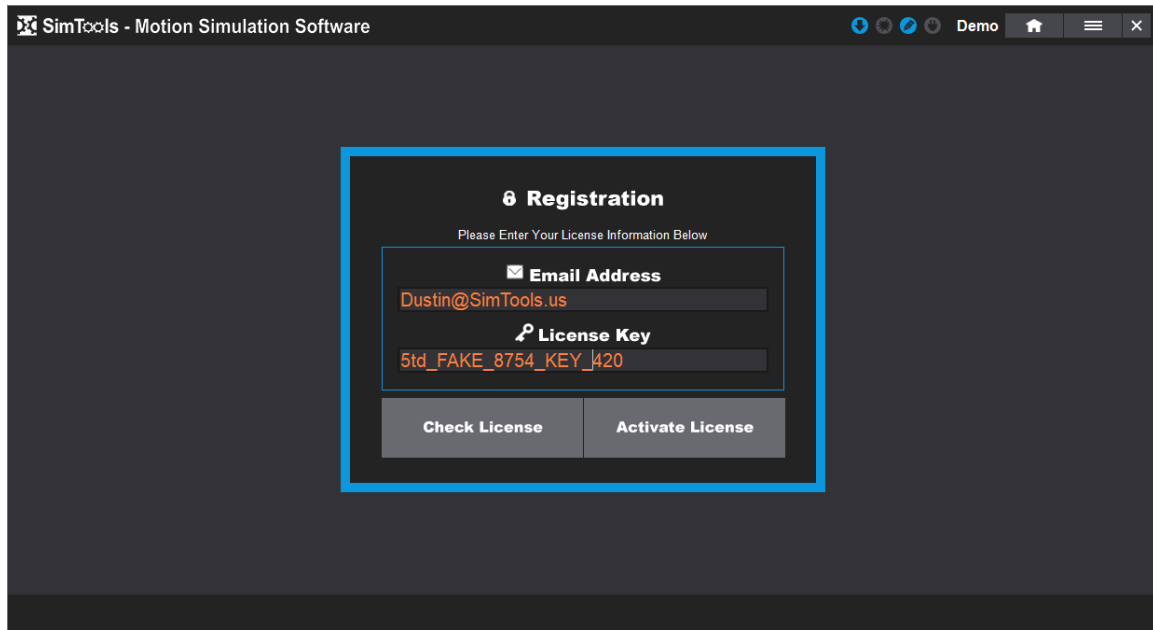 SimTools - Motion Simulation Software
Demo
Registration
Please Enter Your License Information Below
Email Address
Dustin@SimTools.us
License Key
5td_FAKE_8754_KEY_420
Check License
Activate License